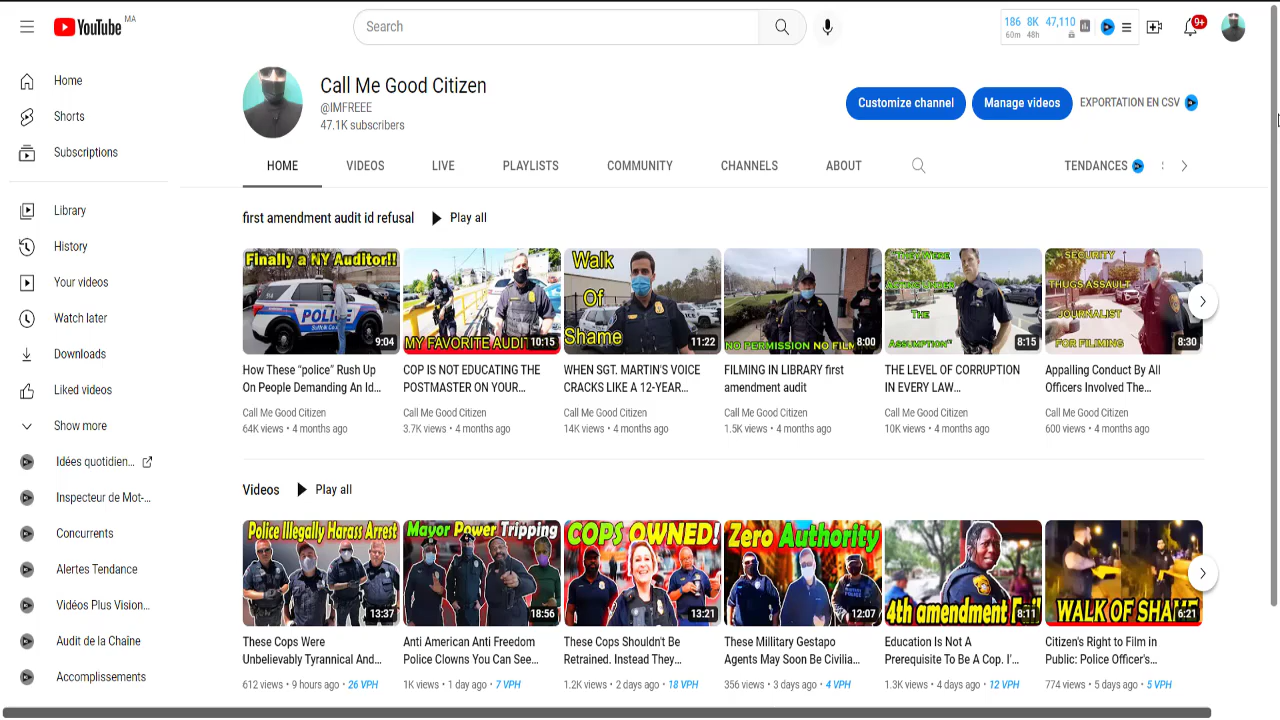 YouTube MA
Search
186 8K 47,110
60m 48h
9+
Home
Shorts
Subscriptions
Library
History
Your videos
Watch later
Downloads
Liked videos
Show more
Idées quotidien...
Inspecteur de Mot-...
Concurrents
Alertes Tendance
Vidéos Plus Vision...
Audit de la Chaîne
Accomplissements
Call Me Good Citizen
@IMFREEE
47.1K subscribers
Customize channel
Manage videos
EXPORTATION EN CSV
HOME VIDEOS LIVE PLAYLISTS COMMUNITY CHANNELS ABOUT TENDANCES
first amendment audit id refusal Play all
Finally a NY Auditor!!
POLICE
9:04
How These “police” Rush Up
On People Demanding An Id...
Call Me Good Citizen
64K views • 4 months ago
MY FAVORITE AUDIT
10:15
COP IS NOT EDUCATING THE
POSTMASTER ON YOUR...
Call Me Good Citizen
3.7K views • 4 months ago
Walk
Of
Shame
11:22
WHEN SGT. MARTIN'S VOICE
CRACKS LIKE A 12-YEAR...
Call Me Good Citizen
14K views • 4 months ago
NO PERMISSION NO FILM
8:00
FILMING IN LIBRARY first
amendment audit
Call Me Good Citizen
1.5K views • 4 months ago
"THEY WERE
ACTING UNDER
THE
ASSUMPTION"
8:15
THE LEVEL OF CORRUPTION
IN EVERY LAW...
Call Me Good Citizen
10K views • 4 months ago
SECURITY
THUGS ASSAULT
JOURNALIST
FOR FILIMING
8:30
Appalling Conduct By All
Officers Involved The...
Call Me Good Citizen
600 views • 4 months ago
Videos Play all
Police Illegally Harass Arrest
13:37
These Cops Were
Unbelievably Tyrannical And...
612 views • 9 hours ago • 26 VPH
Mayor Power Tripping
18:56
Anti American Anti Freedom
Police Clowns You Can See...
1K views • 1 day ago • 7 VPH
COPS OWNED!
13:21
These Cops Shouldn't Be
Retrained. Instead They...
1.2K views • 2 days ago • 18 VPH
Zero Authority
12:07
These Military Gestapo
Agents May Soon Be Civilia...
356 views • 3 days ago • 4 VPH
4th amendment Fail
8:11
Education Is Not A
Prerequisite To Be A Cop. I'...
1.3K views • 4 days ago • 12 VPH
WALK OF SHAME
6:21
Citizen's Right to Film in
Public: Police Officer's...
774 views • 5 days ago • 5 VPH